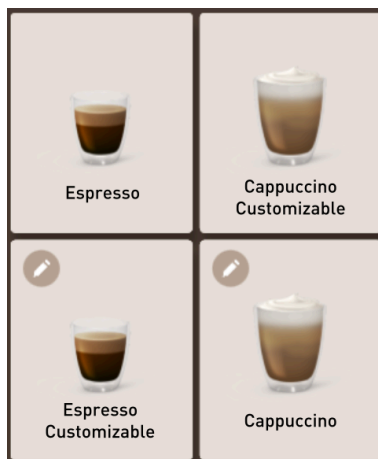 Espresso
Cappuccino
Customizable
Espresso
Customizable
Cappuccino